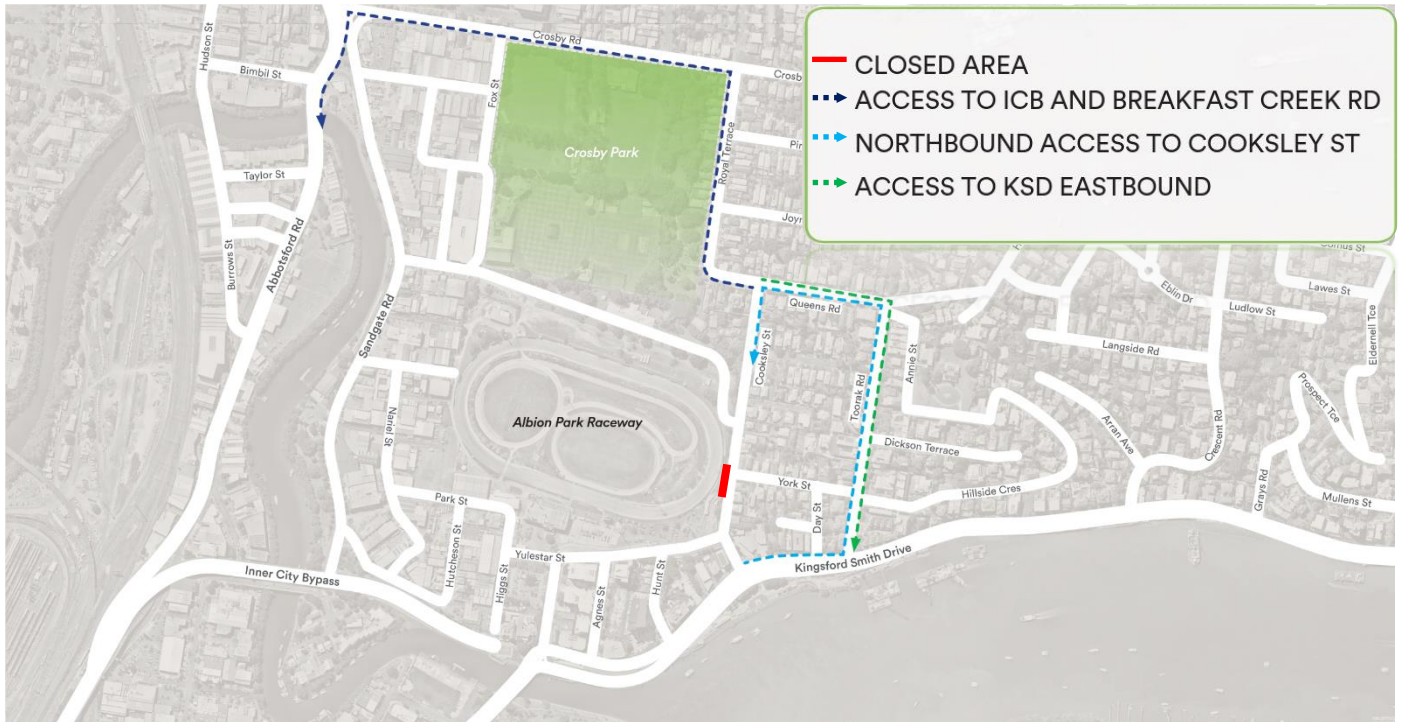 CLOSED AREA
ACCESS TO ICB AND BREAKFAST CREEK RD
NORTHBOUND ACCESS TO COOKSLEY ST
ACCESS TO KSD EASTBOUND
Hudson St
Bimbil St
Crosby Rd
Crosb
Fox St
Crosby Park
Royal Terrace
Pir
Joyn
Taylor St
Burrows St
Abbotsford Rd
Sandgate Rd
Queens Rd
Cooksley St
Toorak Rd
Annie St
Eblin Dr
Ludlow St
Lawes St
Langside Rd
Eldernell Tce
Prospect Tce
Arran Ave
Crescent Rd
Albion Park Raceway
Nariel St
Dickson Terrace
York St
Hillside Cres
Grays Rd
Mullens St
Park St
Day St
Hutcheson St
Higgs St
Yulestar St
Agnes St
Hunt St
Kingsford Smith Drive
Inner City Bypass